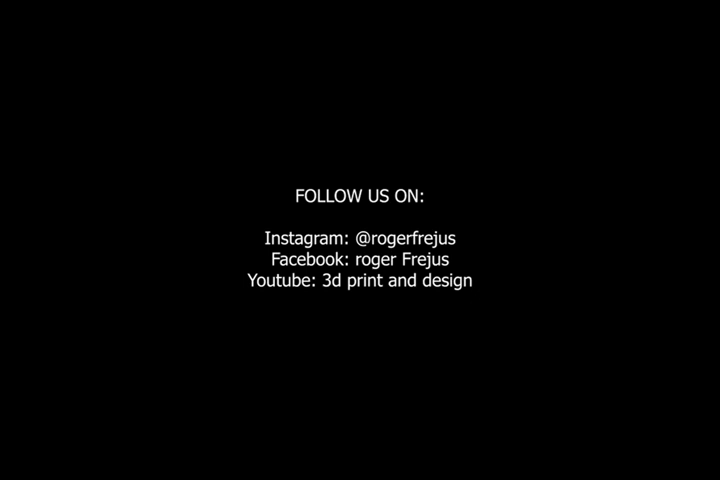 FOLLOW US ON:
Instagram: @rogerfrejus
Facebook: roger Frejus
Youtube: 3d print and design